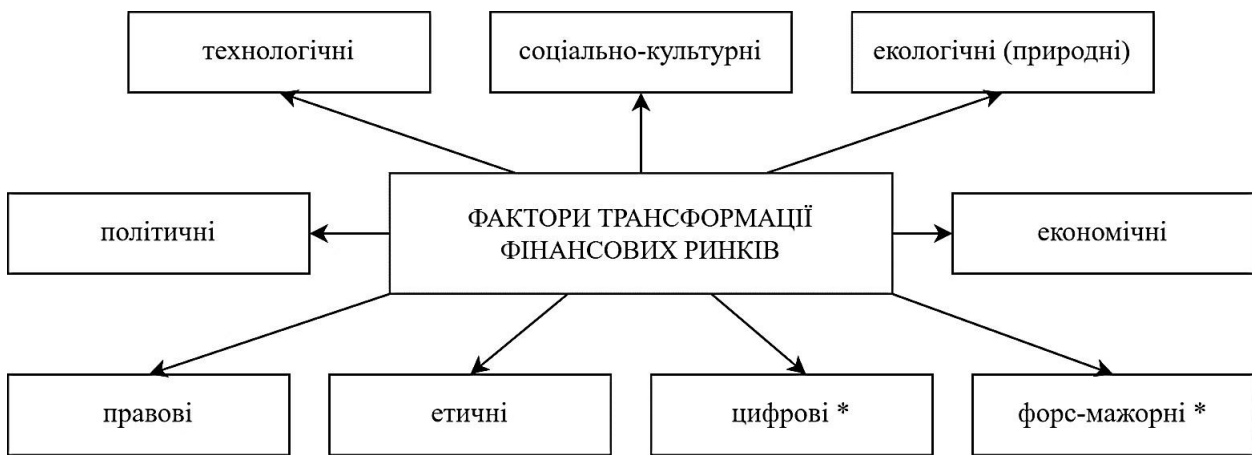 технологічні
соціально-культурні
екологічні (природні)
політичні
ФАКТОРИ ТРАНСФОРМАЦІЇ
ФІНАНСОВИХ РИНКІВ
економічні
правові
етичні
цифрові *
форс-мажорні *